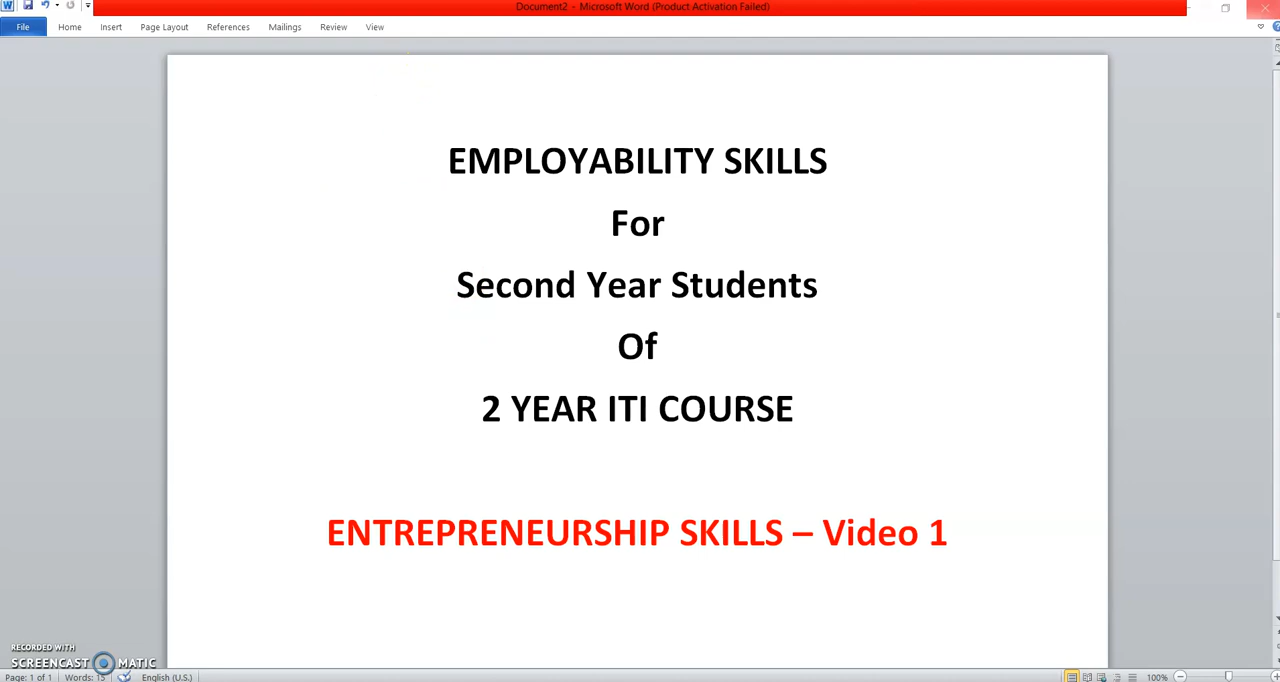 Document2 - Microsoft Word (Product Activation Failed)
File Home Insert Page Layout References Mailings Review View
EMPLOYABILITY SKILLS
For
Second Year Students
Of
2 YEAR ITI COURSE
ENTREPRENEURSHIP SKILLS – Video 1
RECORDED WITH
SCREENCAST MATIC
Page: 1 of 1 Words: 15 English (U.S.) 100%